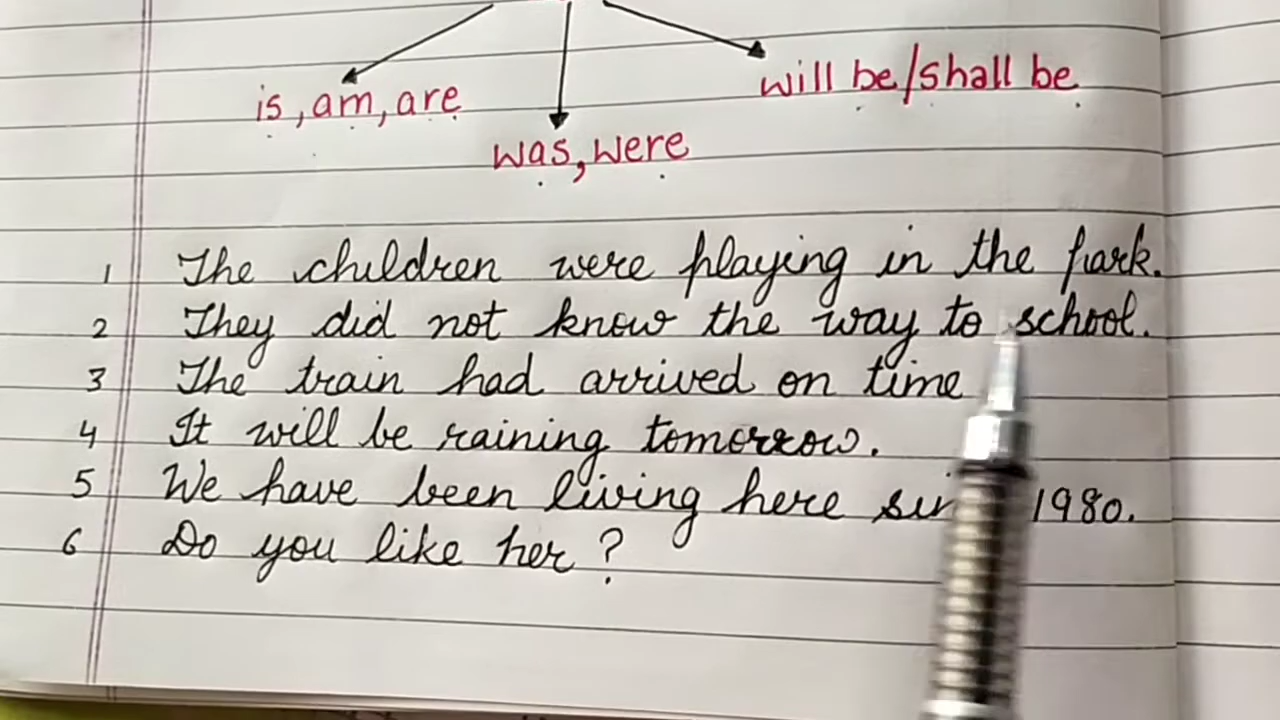 is, am, are
was, were
will be/shall be
1 The children were playing in the park.
2 They did not know the way to school.
3 The train had arrived on time
4 It will be raining tomorrow.
5 We have been living here 1980.
6 Do you like her?